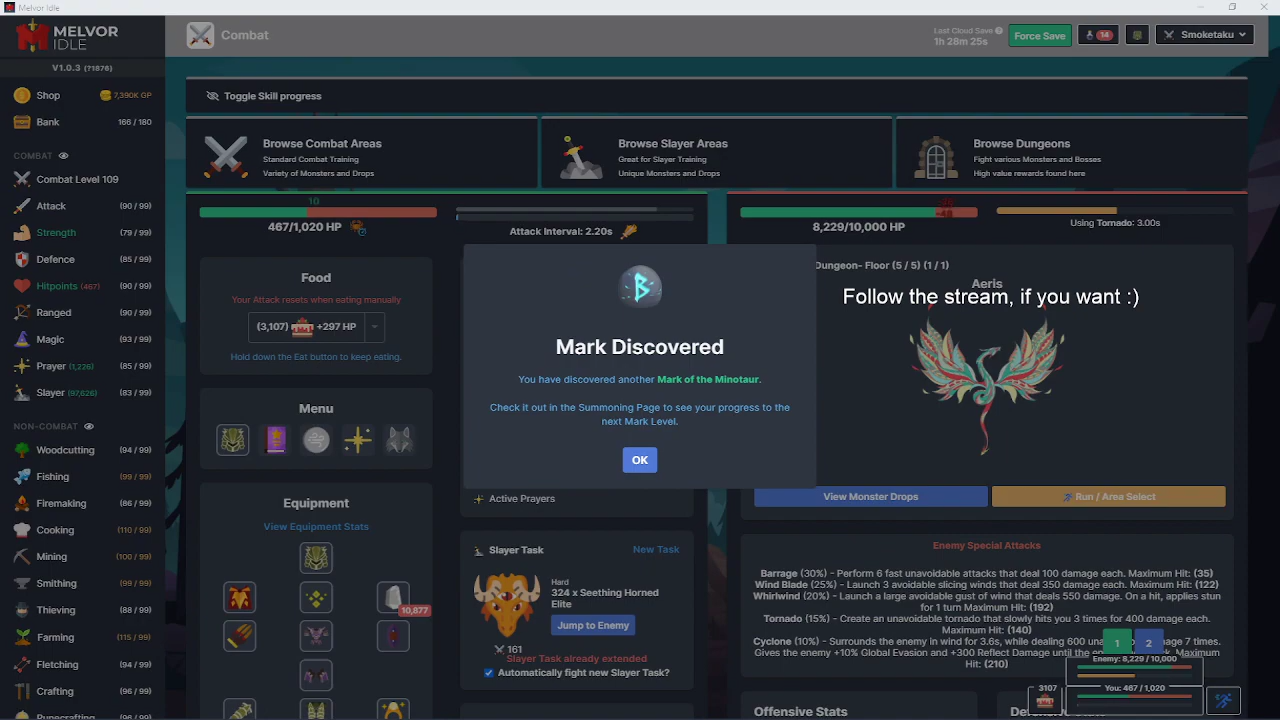 Melvor Idle
MELVOR
IDLE
Combat
Last Cloud Save
1h 28m 25s
Force Save
14
Smoketaku
V1.0.3 (?1876)
Shop
7,390K GP
Bank
166 / 180
COMBAT
Combat Level 109
Attack
(90 / 99)
Strength
(79 / 99)
Defence
(85 / 99)
Hitpoints (467)
(90 / 99)
Ranged
(90 / 99)
Magic
(93 / 99)
Prayer (1,226)
(85 / 99)
Slayer (97,626)
(83 / 99)
NON-COMBAT
Woodcutting
(94 / 99)
Fishing
(99 / 99)
Firemaking
(94 / 99)
Cooking
(110 / 99)
Mining
(100 / 99)
Smithing
(99 / 99)
Thieving
(88 / 99)
Farming
(115 / 99)
Fletching
(94 / 99)
Crafting
(96 / 99)
Runecrafting
Toggle Skill progress
Browse Combat Areas
Standard Combat Training
Variety of Monsters and Drops
Browse Slayer Areas
Great for Slayer Training
Unique Monsters and Drops
Browse Dungeons
Fight various Monsters and Bosses
High value rewards found here
10
467/1,020 HP
Attack Interval: 2.20s
8,229/10,000 HP
Using Tornado: 3.00s
Food
Your Attack resets when eating manually
(3,107) +297 HP
Hold down the Eat button to keep eating.
Menu
Equipment
View Equipment Stats
10,877
Mark Discovered
You have discovered another Mark of the Minotaur.
Check it out in the Summoning Page to see your progress to the
next Mark Level.
OK
Active Prayers
Slayer Task
New Task
Hard
324 x Seething Horned
Elite
Jump to Enemy
161
Slayer Task already extended
Automatically fight new Slayer Task?
Dungeon- Floor (5 / 5) (1 / 1)
Aeris
Follow the stream, if you want :)
View Monster Drops
Run / Area Select
Enemy Special Attacks
Barrage (30%) - Perform 6 fast unavoidable attacks that deal 100 damage each. Maximum Hit: (35)
Wind Blade (25%) - Launch 3 avoidable slicing winds that deal 350 damage each. Maximum Hit: (122)
Whirlwind (20%) - Launch a large avoidable gust of wind that deals 550 damage. On a hit, applies stun
for 1 turn Maximum Hit: (192)
Tornado (15%) - Create an unavoidable tornado that slowly hits you 3 times for 400 damage each.
Maximum Hit: (140)
Cyclone (10%) - Surrounds the enemy in wind for 3.6s, while dealing 600 damage 7 times.
Gives the enemy +10% Global Evasion and +300 Reflect Damage until the Maximum
Hit: (210)
1
2
Enemy: 8,229 / 10,000
3107
You: 467 / 1,020
Offensive Stats